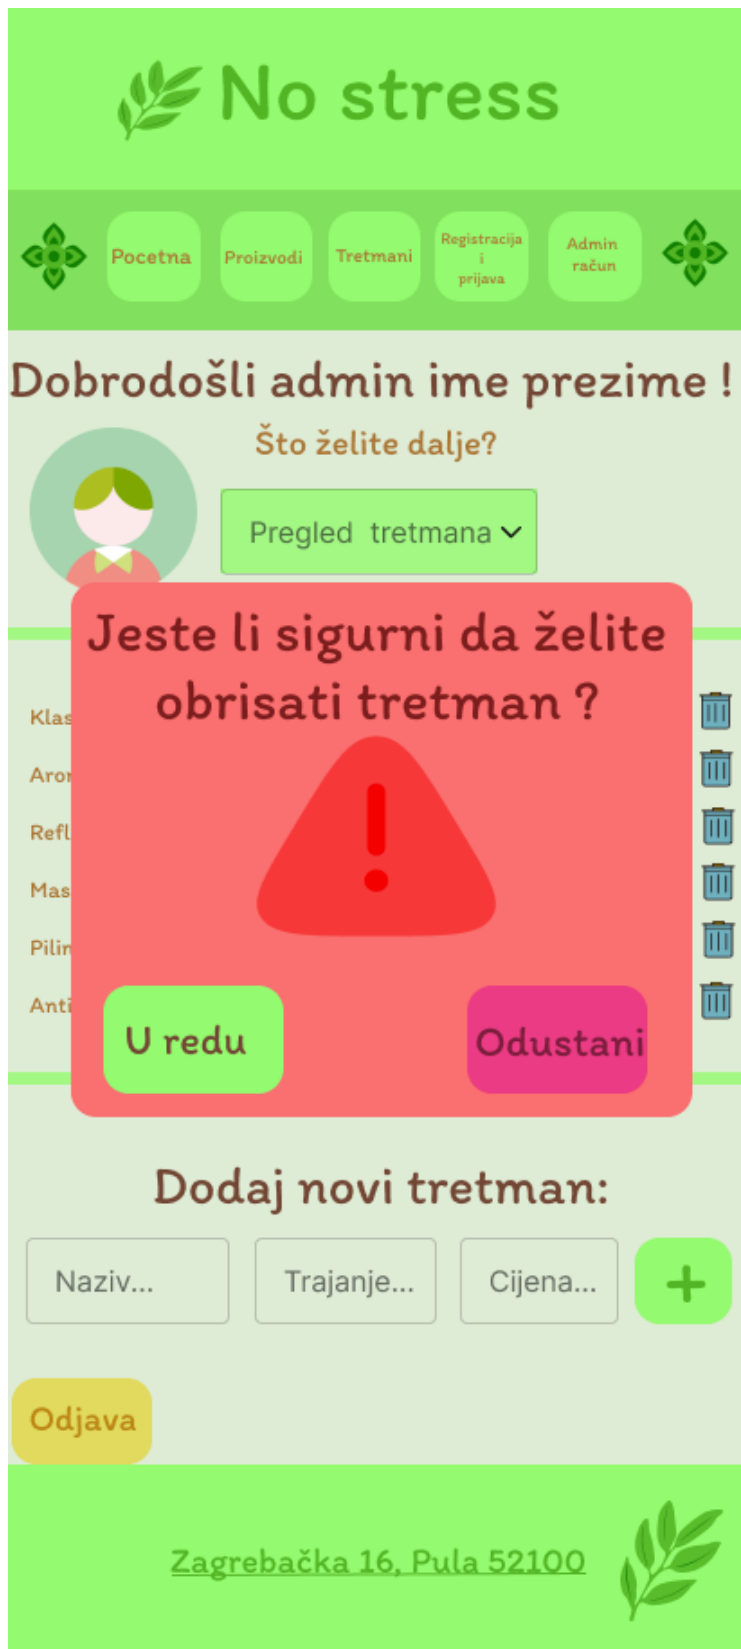 No stress
Pocetna
Proizvodi
Tretmani
Registracija
i
prijava
Admin
račun
Dobrodošli admin ime prezime !
Što želite dalje?
Pregled tretmana
Jeste li sigurni da želite
obrisati tretman ?
U redu
Odustani
Dodaj novi tretman:
Naziv...
Trajanje...
Cijena...
+
Odjava
Zagrebačka 16, Pula 52100